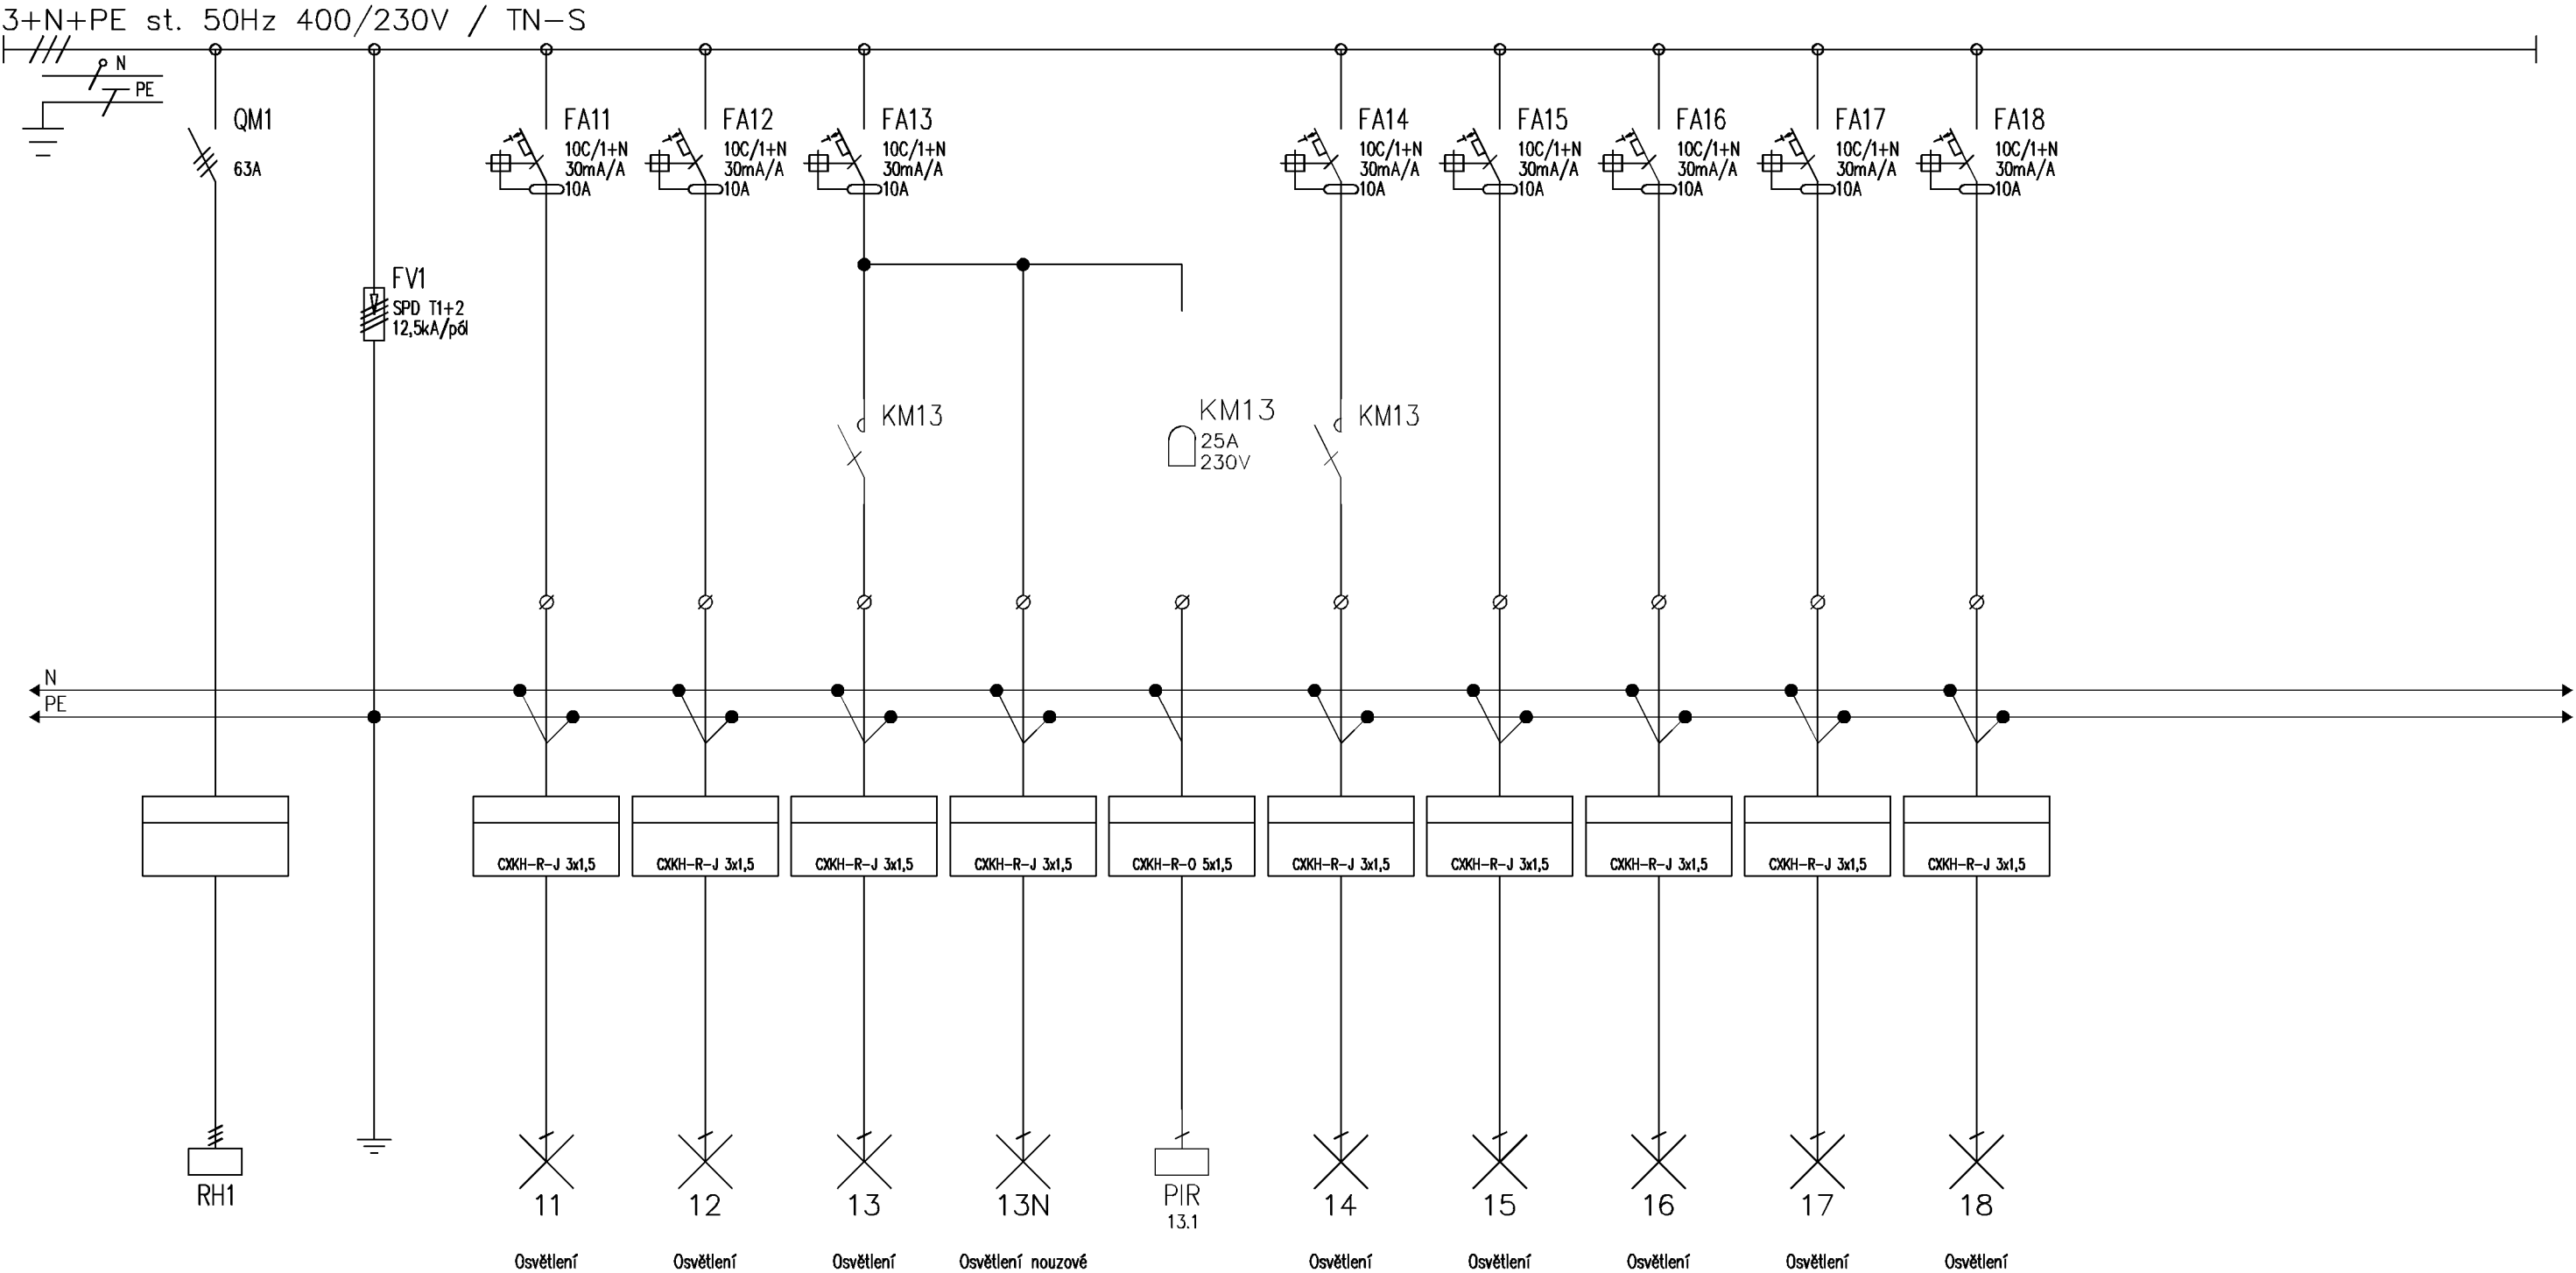 3+N+PE st. 50Hz 400/230V / TN-S
N
PE
QM1
63A
FV1
SPD T1+2
12,5kA/pól
FA11
10C/1+N
30mA/A
10A
FA12
10C/1+N
30mA/A
10A
FA13
10C/1+N
30mA/A
10A
FA14
10C/1+N
30mA/A
10A
FA15
10C/1+N
30mA/A
10A
FA16
10C/1+N
30mA/A
10A
FA17
10C/1+N
30mA/A
10A
FA18
10C/1+N
30mA/A
10A
KM13
KM13
25A
230V
KM13
N
PE
CXKH-R-J 3x1,5
CXKH-R-J 3x1,5
CXKH-R-J 3x1,5
CXKH-R-J 3x1,5
CXKH-R-O 5x1,5
CXKH-R-J 3x1,5
CXKH-R-J 3x1,5
CXKH-R-J 3x1,5
CXKH-R-J 3x1,5
CXKH-R-J 3x1,5
RH1
11
Osvětlení
12
Osvětlení
13
Osvětlení
13N
Osvětlení nouzové
PIR
13.1
14
Osvětlení
15
Osvětlení
16
Osvětlení
17
Osvětlení
18
Osvětlení